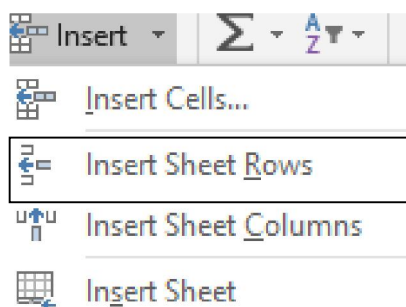 Insert Σ A Z
Insert Cells...
Insert Sheet Rows
Insert Sheet Columns
Insert Sheet